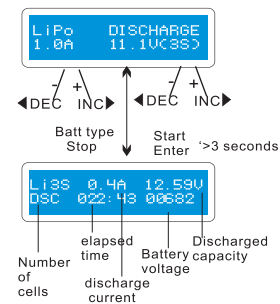 LiPo DISCHARGE
1.0A 11.1V(3S)
- + - +
DEC INC DEC INC
Batt type
Stop
Start
Enter ‘>3 seconds
Li3S 0.4A 12.59V
DSC 022:43 00682
Number
of
cells
elapsed
time
discharge
current
Battery
voltage
Discharged
capacity